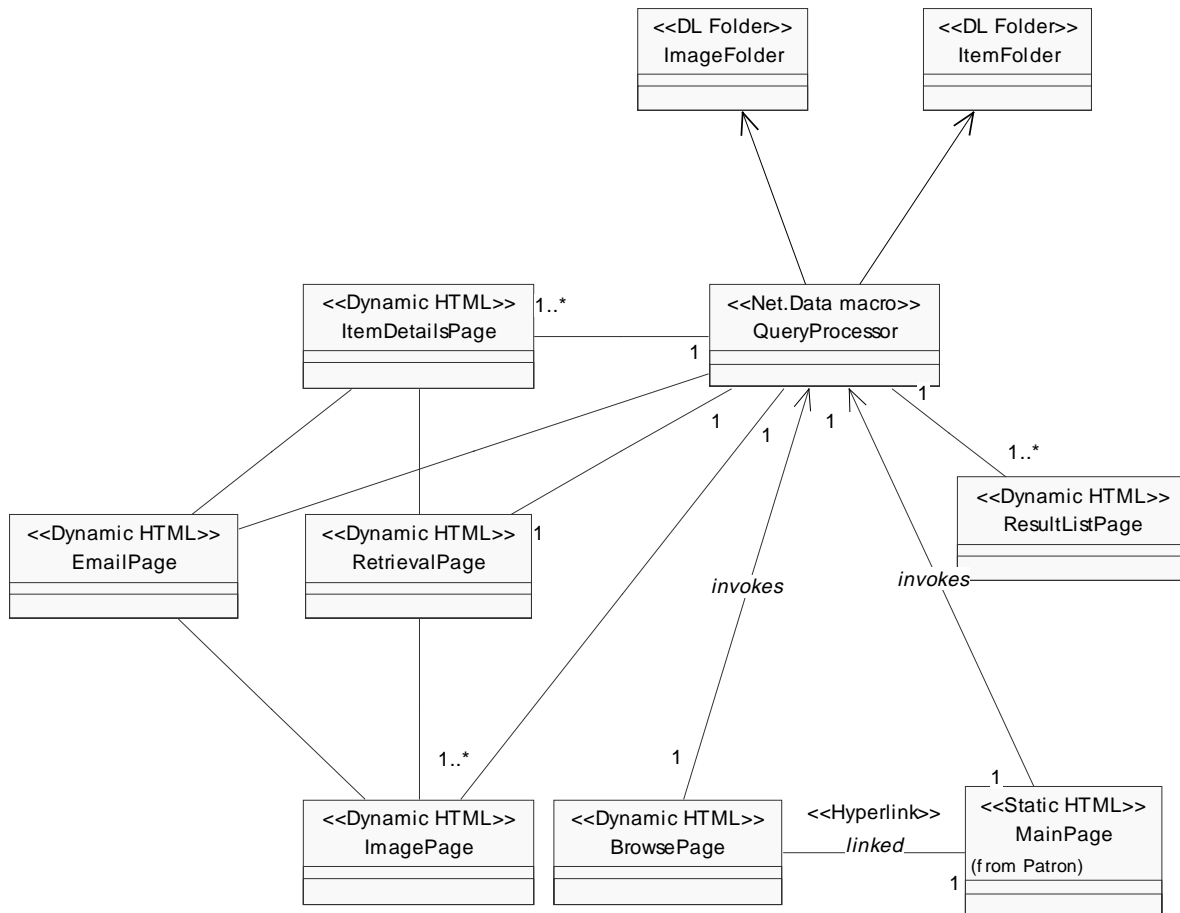 <<DL Folder>>
ImageFolder
<<DL Folder>>
ItemFolder
<<Dynamic HTML>>
ItemDetailsPage
1..*
<<Net.Data macro>>
QueryProcessor
1
1
1
1
1
1..*
<<Dynamic HTML>>
EmailPage
<<Dynamic HTML>>
RetrievalPage
1
<<Dynamic HTML>>
ResultListPage
invokes
invokes
1..*
1
1
<<Dynamic HTML>>
ImagePage
<<Dynamic HTML>>
BrowsePage
<<Hyperlink>>
linked
<<Static HTML>>
MainPage
(from Patron)
1